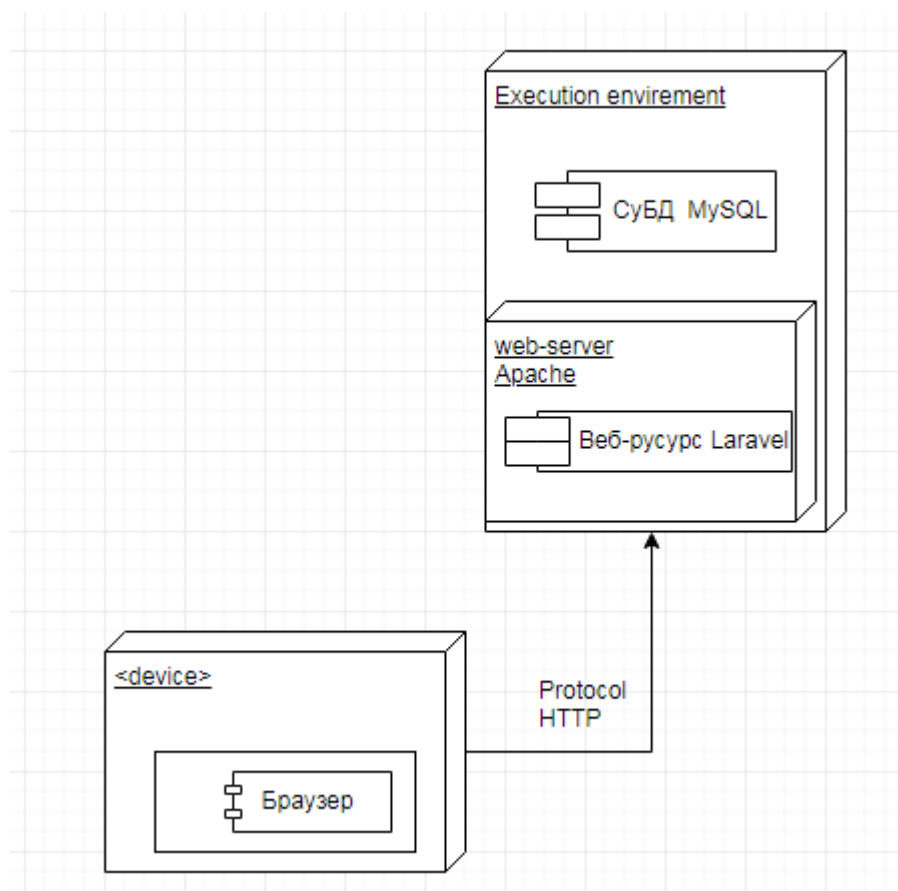 Execution envirement
СуБД MySQL
web-server
Apache
Веб-русурс Laravel
<device>
Protocol
HTTP
Браузер